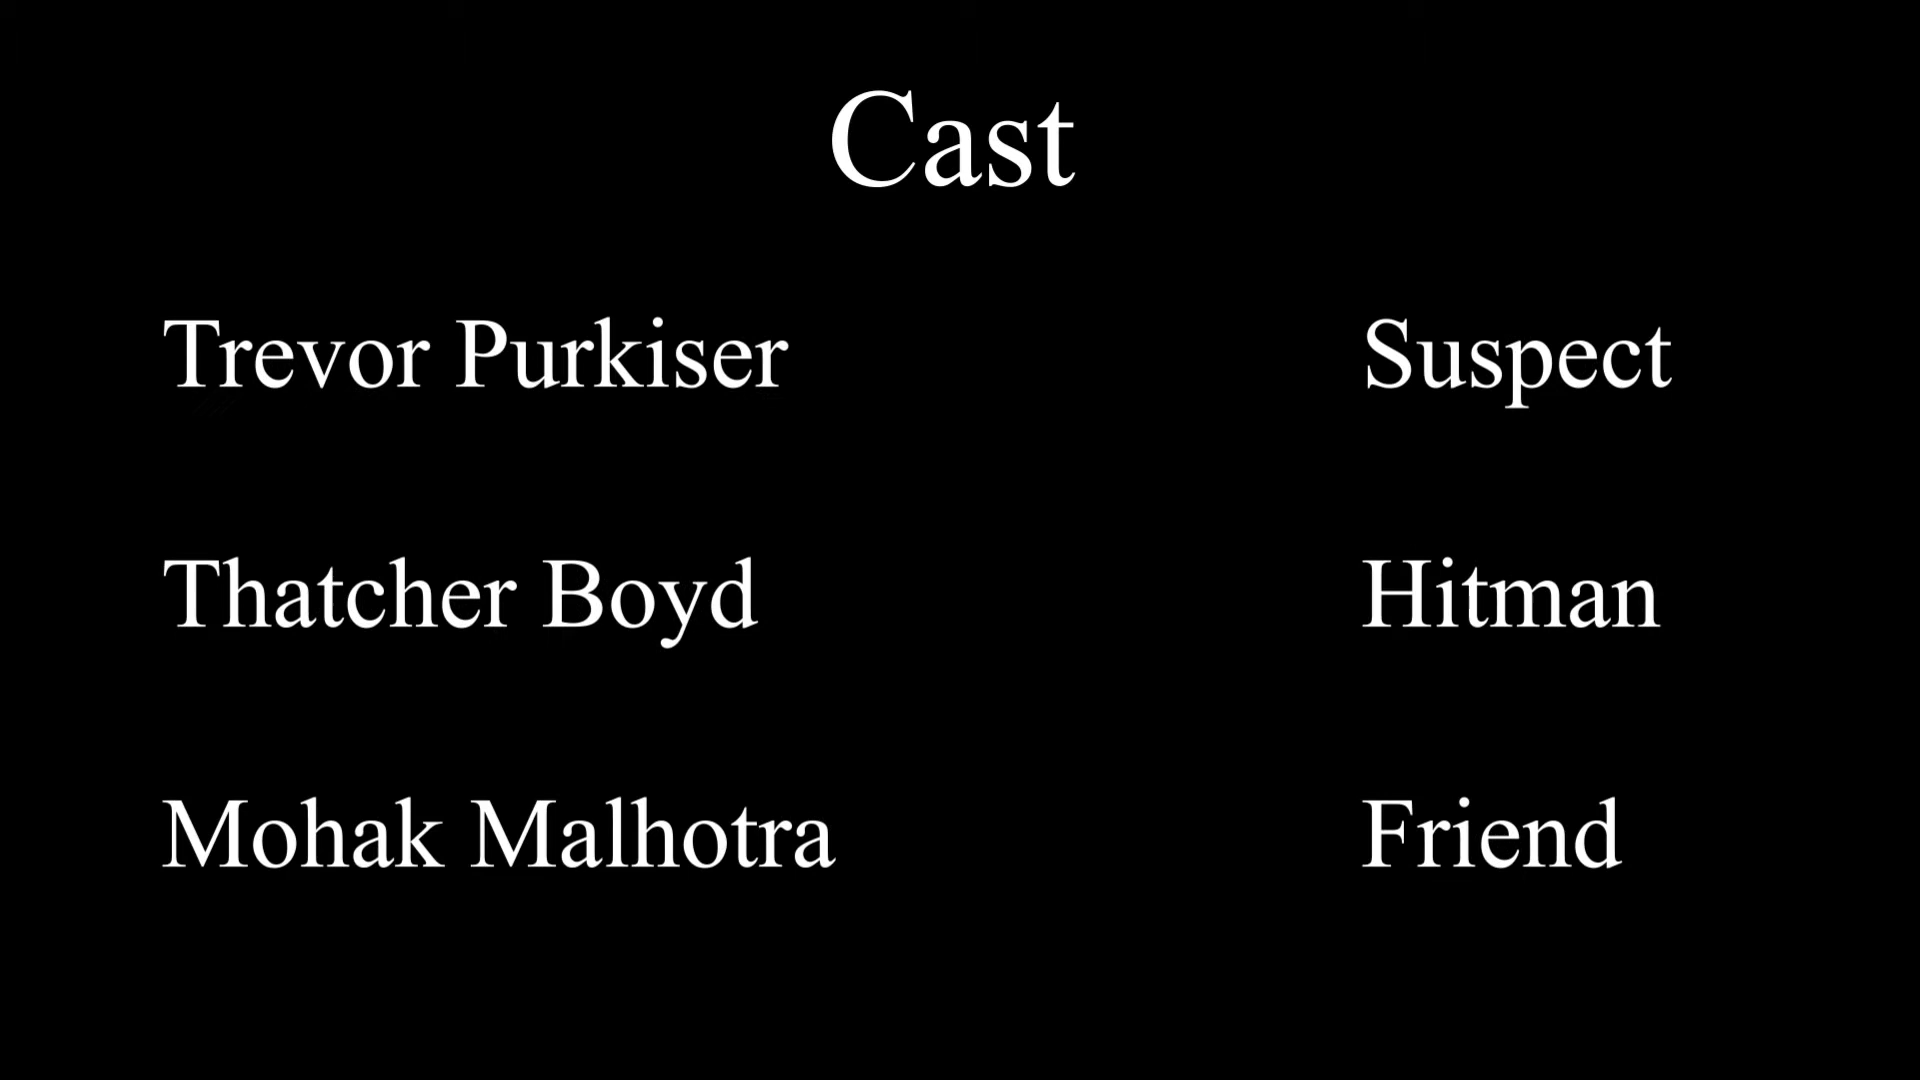 Cast
Trevor Purkiser Suspect
Thatcher Boyd Hitman
Mohak Malhotra Friend